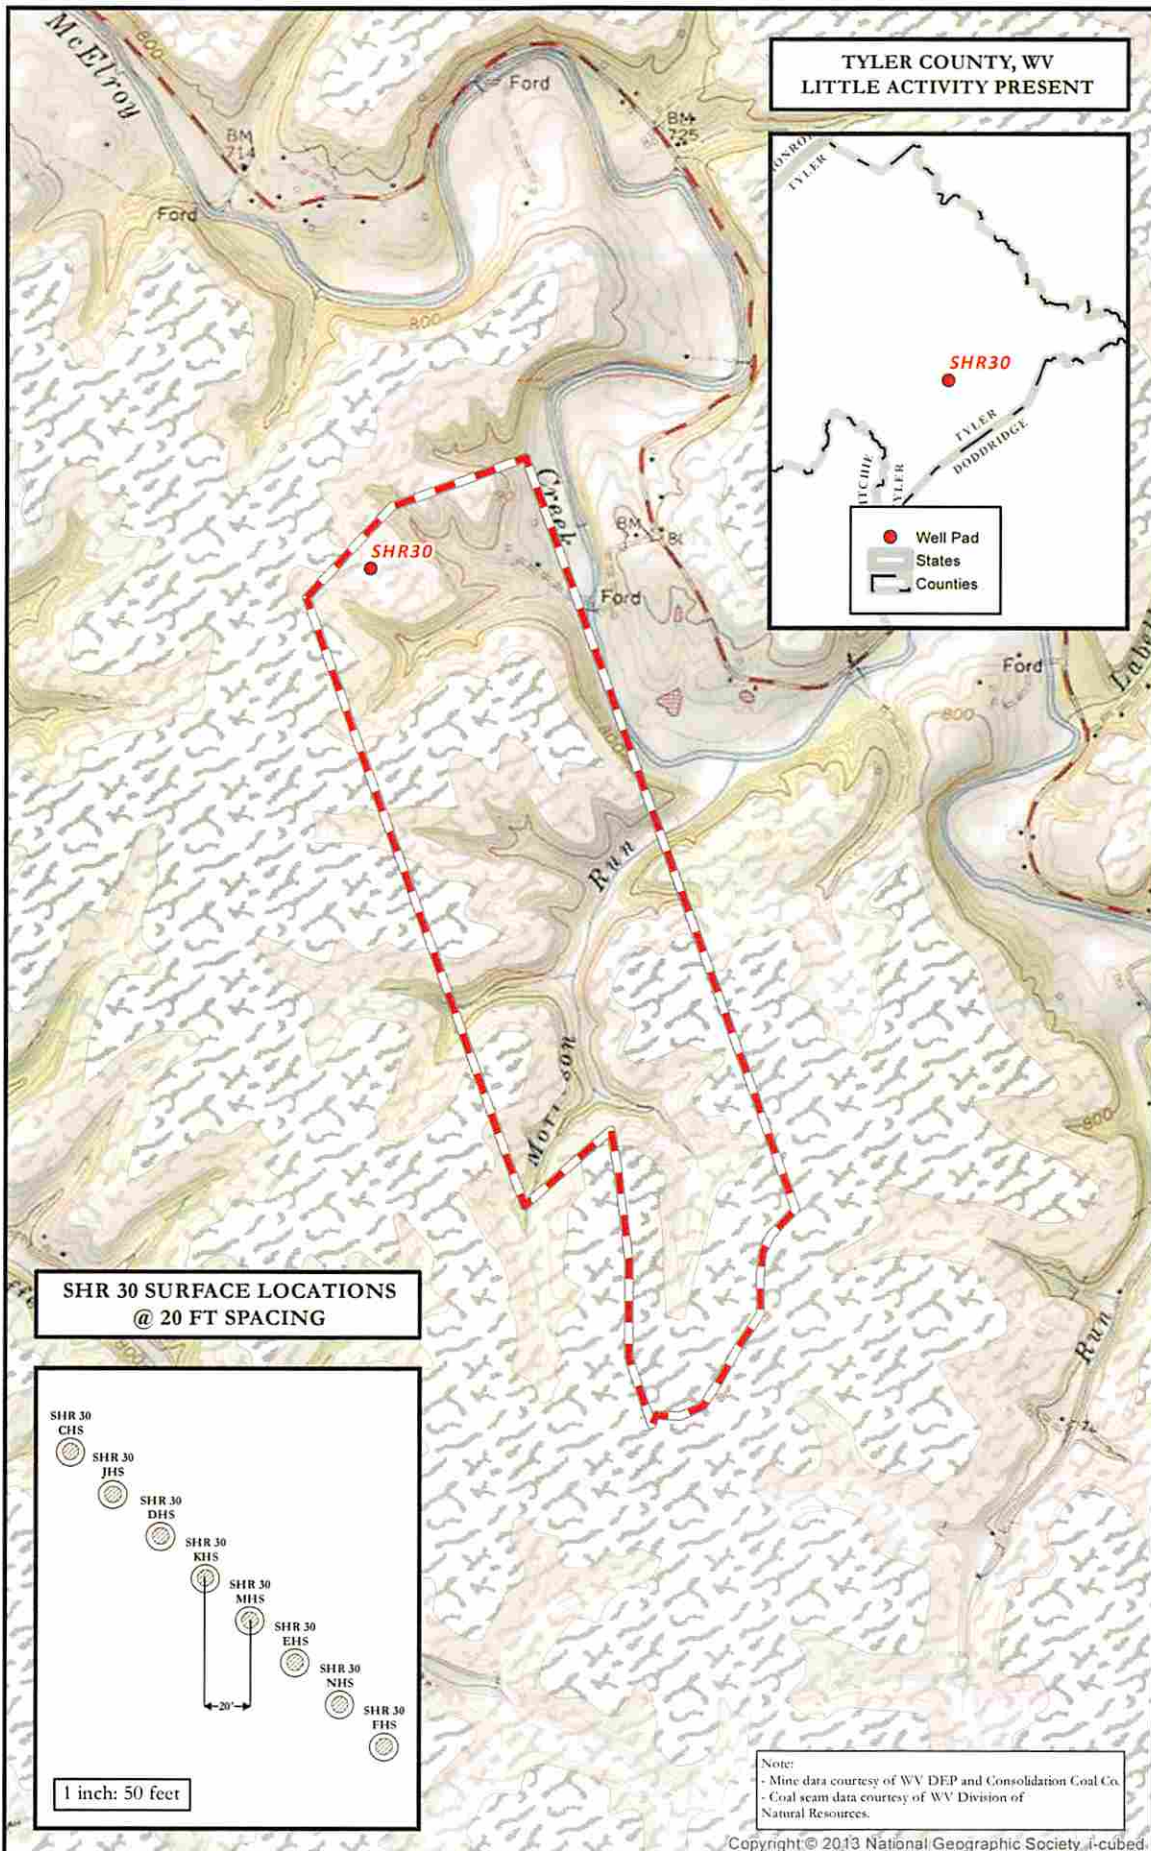 McElroy
800
Ford
BM
714
BM
725
Ford
800
TYLER COUNTY, WV
LITTLE ACTIVITY PRESENT
TYLER
SHR30
TYLER
DODDRIDGE
Well Pad
States
Counties
Creek
SHR30
BM
Ford
Ford
800
800
Run
800
SHR 30 SURFACE LOCATIONS
@ 20 FT SPACING
Run
SHR 30
CHS
SHR 30
JHS
SHR 30
DHS
SHR 30
KHS
SHR 30
MHS
SHR 30
EHS
SHR 30
NHS
SHR 30
FHS
20'
1 inch: 50 feet
Note:
- Mine data courtesy of WV DEP and Consolidation Coal Co.
- Coal seam data courtesy of WV Division of
Natural Resources.
Copyright © 2013 National Geographic Society, i-cubed